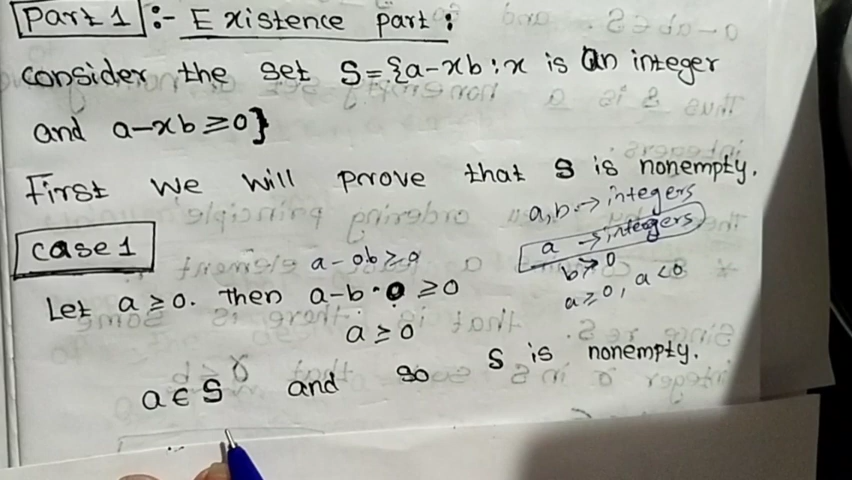 Part 1 :- Existence part:
consider the set S={a-xb : x is an integer
and a-xb ≥0}
First we will prove that S is nonempty.
a, b → integers
case 1
a → integers
a-0b≥0
b>0
Let a ≥0. Then a-b·0 ≥0
a≥0, a<0
a ≥ 0
a ∈ S and so S is nonempty.